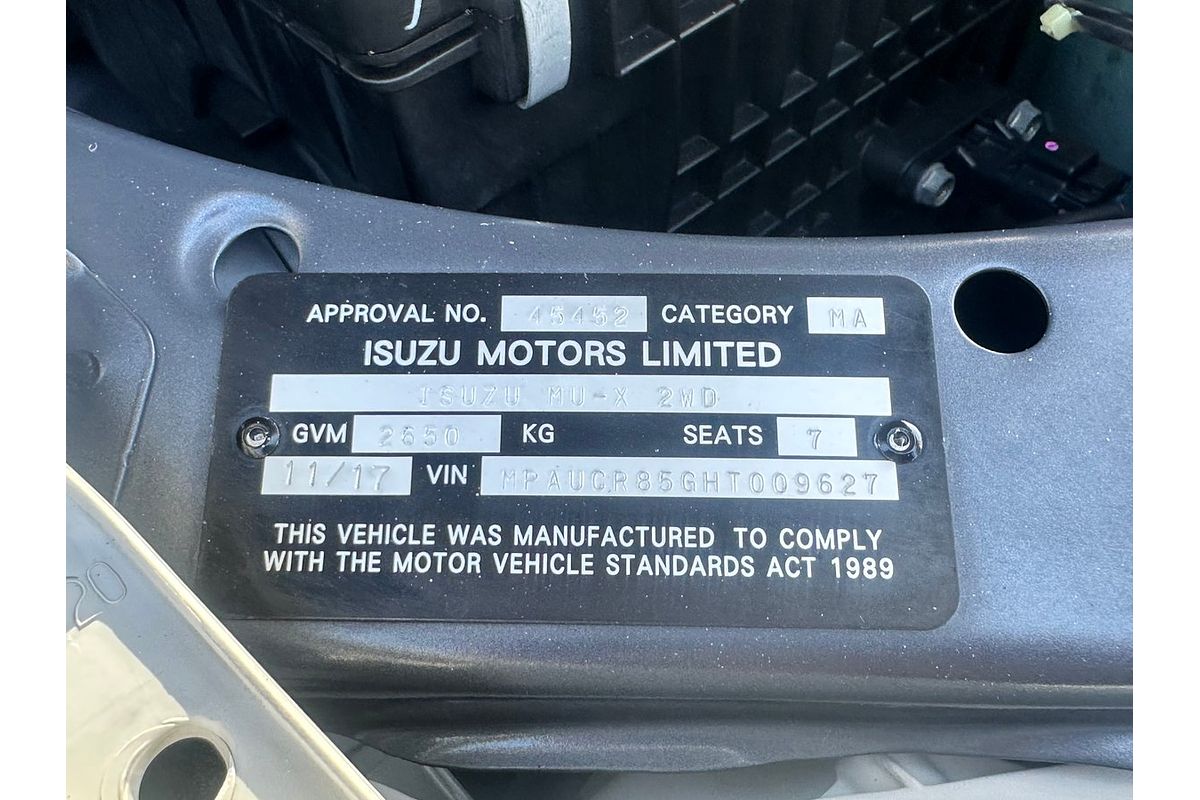 APPROVAL NO. 45452 CATEGORY MA
ISUZU MOTORS LIMITED
ISUZU MU-X 2WD
GVM 2650 KG SEATS 7
11/17 VIN MPAUCR85GHT009627
THIS VEHICLE WAS MANUFACTURED TO COMPLY
WITH THE MOTOR VEHICLE STANDARDS ACT 1989
20